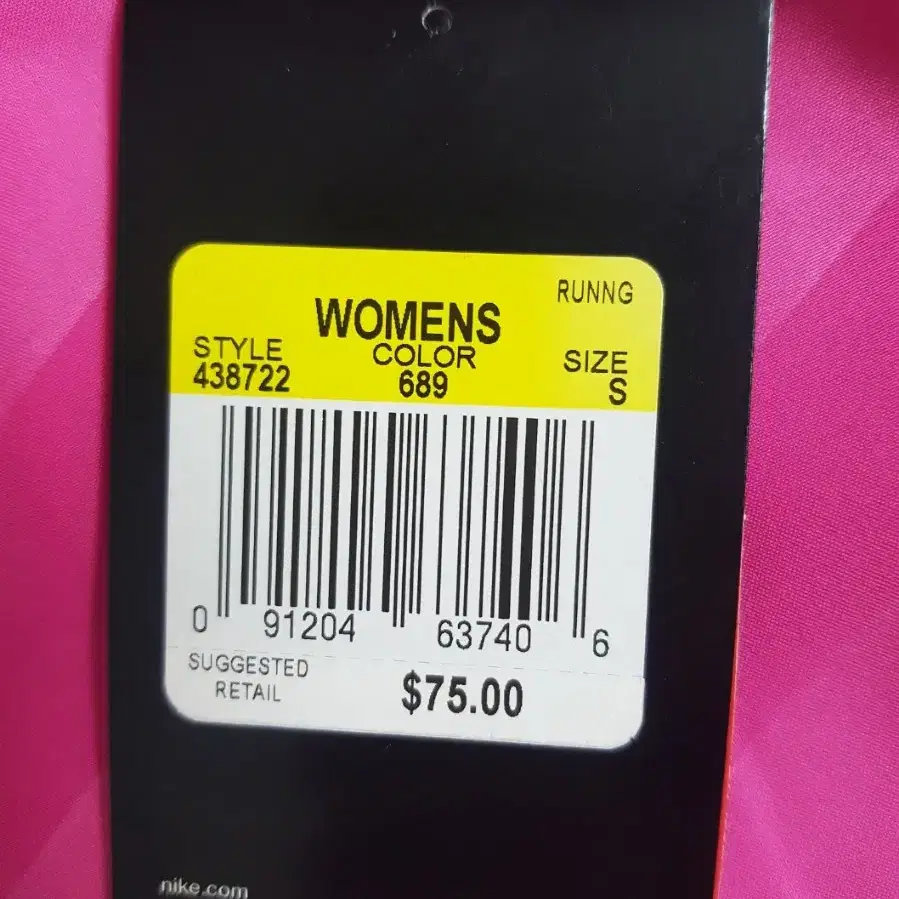 RUNNG
WOMENS
STYLE COLOR SIZE
438722 689 S
0 91204 63740 6
SUGGESTED
RETAIL $75.00
nike.com